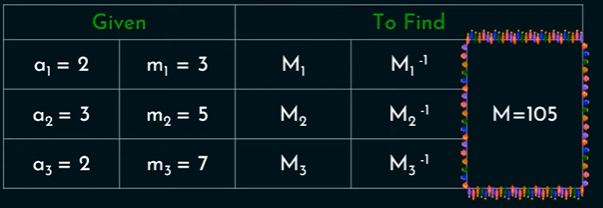 Given To Find
a₁ = 2 m₁ = 3 M₁ M₁⁻¹
a₂ = 3 m₂ = 5 M₂ M₂⁻¹ M=105
a₃ = 2 m₃ = 7 M₃ M₃⁻¹